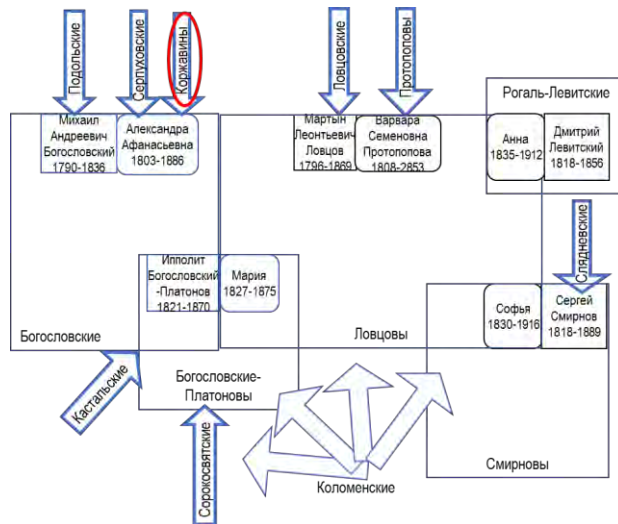 Подольские
Серпуховские
Коржавины
Ловцовские
Протопоповы
Рогаль-Левитские
Михаил
Андреевич
Богословский
1790-1836
Александра
Афанасьевна
1803-1886
Мартын
Леонтьевич
Ловцов
1796-1869
Варвара
Семеновна
Протопопова
1808-2853
Анна
1835-1912
Дмитрий
Левитский
1818-1856
Слядневские
Ипполит
Богословский
-Платонов
1821-1870
Мария
1827-1875
Софья
1830-1916
Сергей
Смирнов
1818-1889
Богословские
Ловцовы
Кастальские
Богословские-
Платоновы
Сорокосвятские
Коломенские
Смирновы